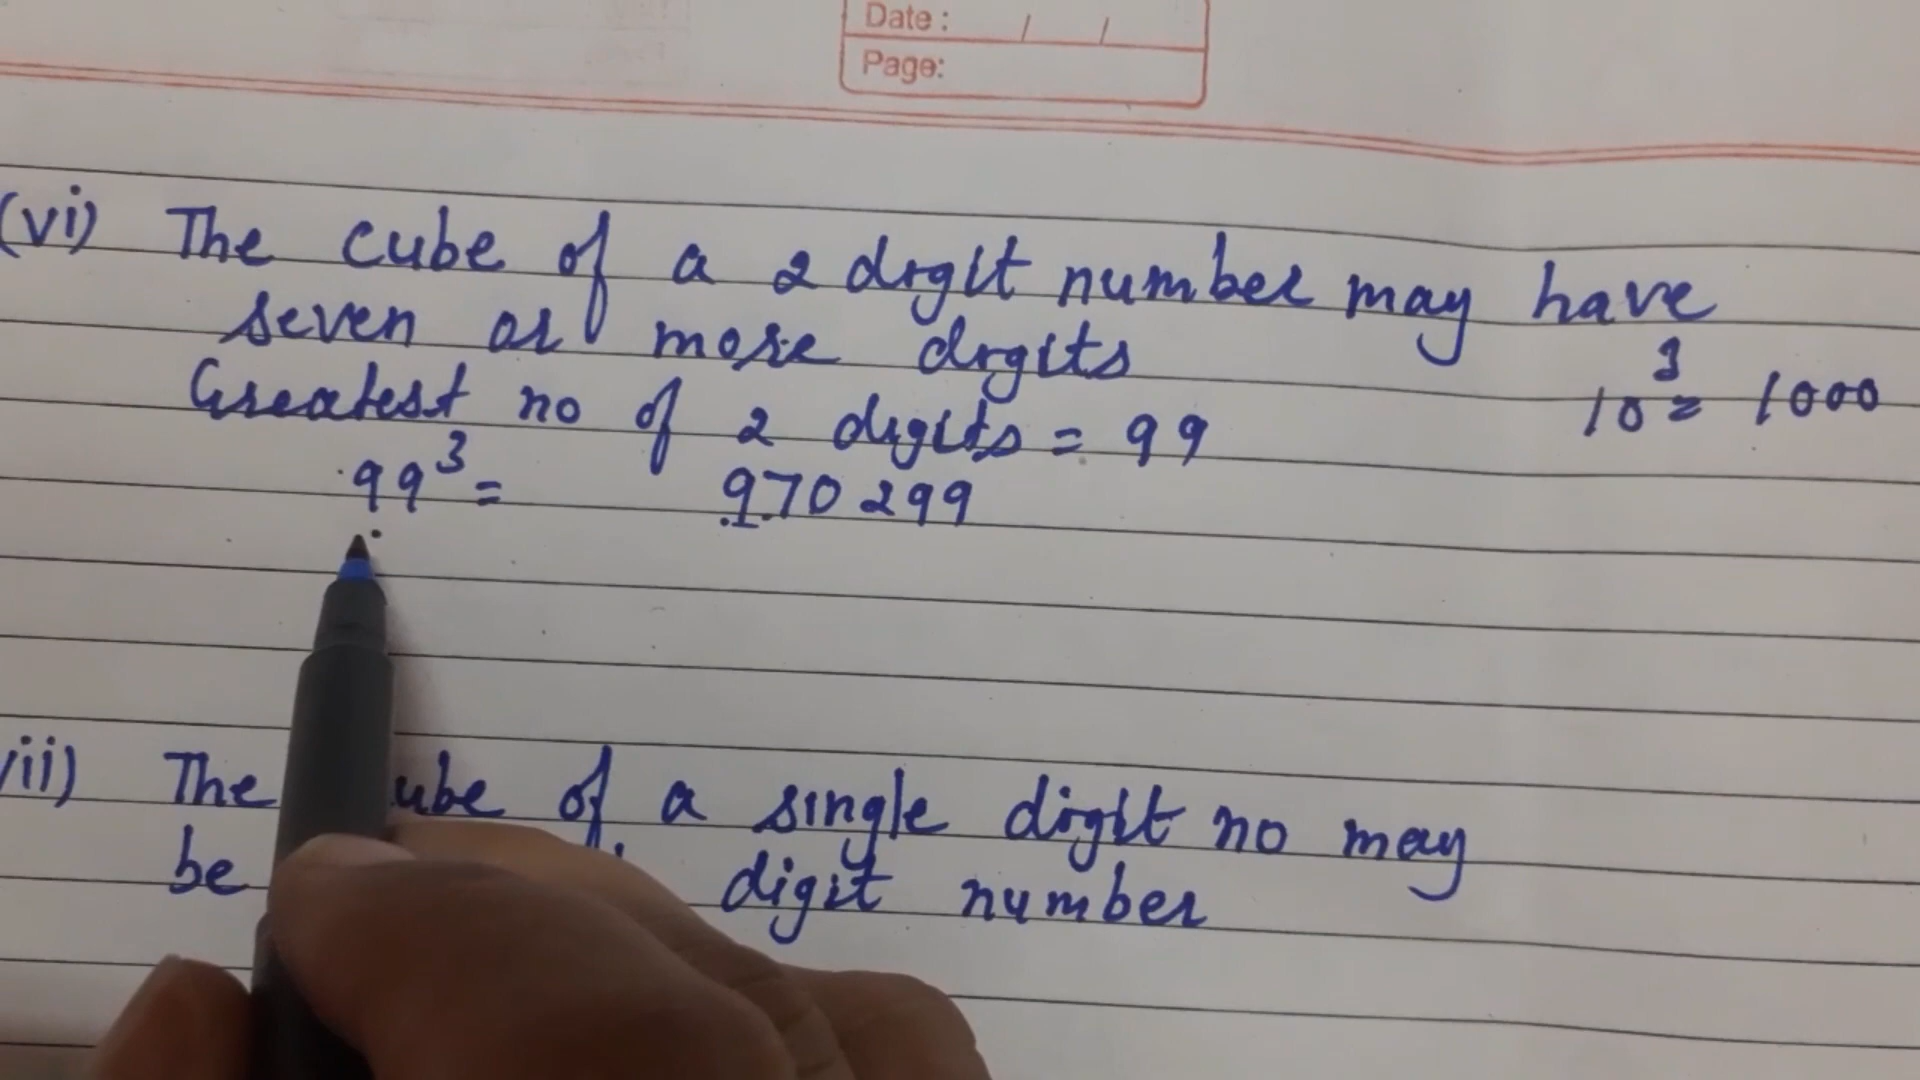 Date : / /
Page:
(vi) The cube of a 2 digit number may have
seven or more digits
10³ = 1000
Greatest no of 2 digits = 99
99³ = 970299
ii) The ube of a single digit no may
be digit number